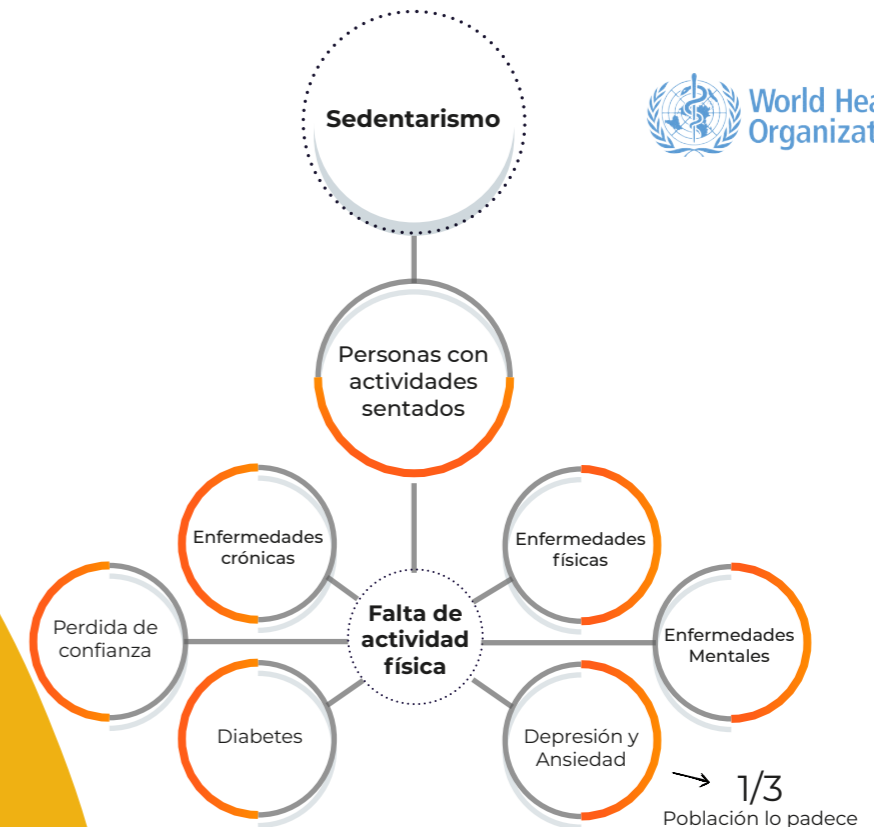 Sedentarismo
World Hea
Organizat
Personas con
actividades
sentados
Enfermedades
crónicas
Enfermedades
físicas
Perdida de
confianza
Falta de
actividad
física
Enfermedades
Mentales
Diabetes
Depresión y
Ansiedad
1/3
Población lo padece